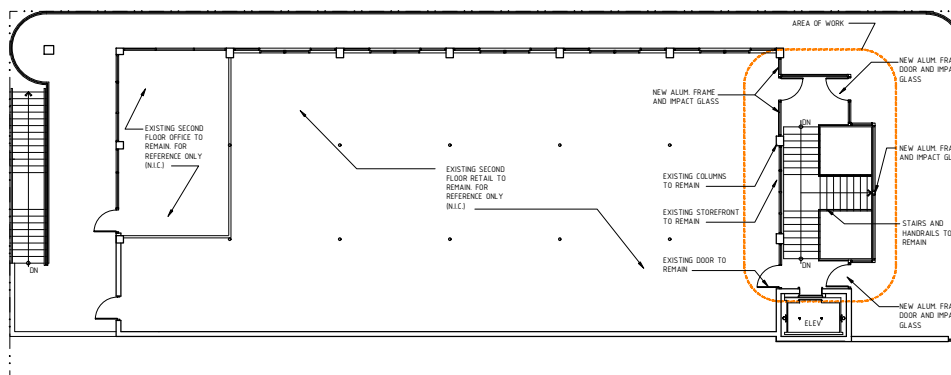 AREA OF WORK
NEW ALUM. FRA
DOOR AND IMPA
GLASS
NEW ALUM. FRAME
AND IMPACT GLASS
DN
EXISTING SECOND
FLOOR OFFICE TO
REMAIN. FOR
REFERENCE ONLY
(N.I.C.)
NEW ALUM. FRA
AND IMPACT GL
EXISTING SECOND
FLOOR RETAIL TO
REMAIN. FOR
REFERENCE ONLY
(N.I.C.)
EXISTING COLUMNS
TO REMAIN
EXISTING STOREFRONT
TO REMAIN
STAIRS AND
HANDRAILS TO
REMAIN
EXISTING DOOR TO
REMAIN
DN
DN
NEW ALUM. FRA
DOOR AND IMPA
GLASS
ELEV